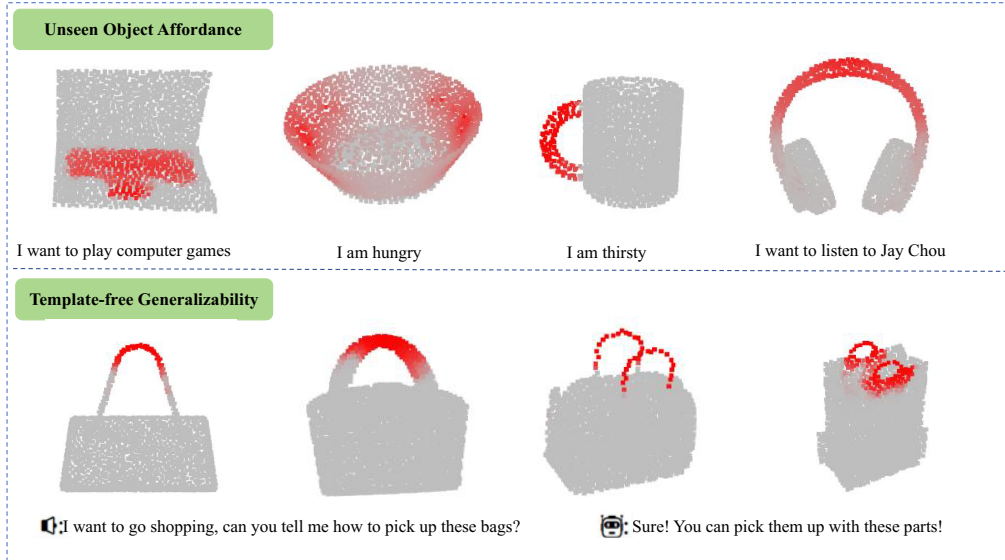 Unseen Object Affordance
I want to play computer games
I am hungry
I am thirsty
I want to listen to Jay Chou
Template-free Generalizability
:I want to go shopping, can you tell me how to pick up these bags?
: Sure! You can pick them up with these parts!